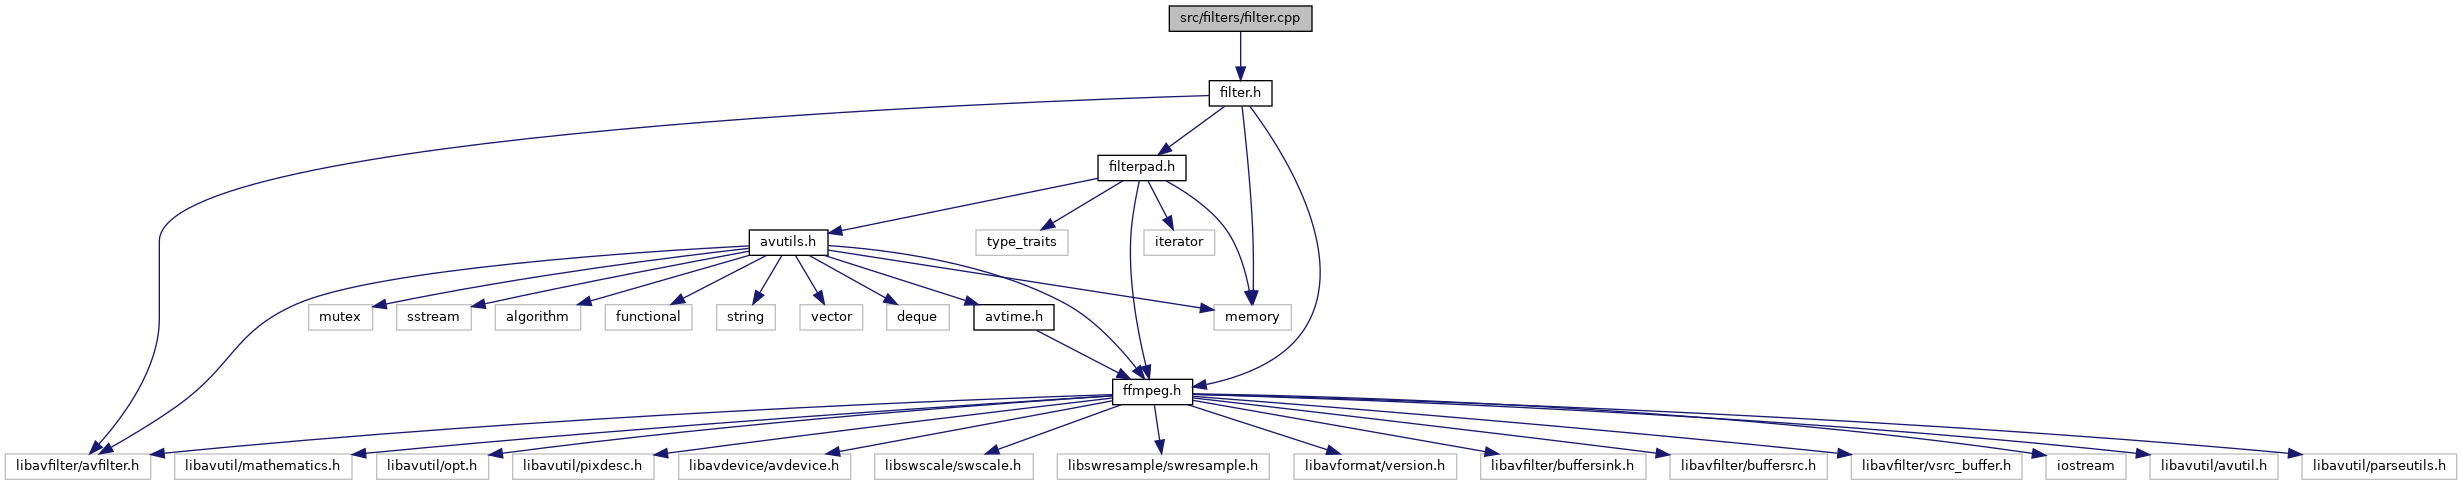 src/filters/filter.cpp
filter.h
filterpad.h
avutils.h
type_traits
iterator
mutex
sstream
algorithm
functional
string
vector
deque
avtime.h
memory
ffmpeg.h
libavfilter/avfilter.h
libavutil/mathematics.h
libavutil/opt.h
libavutil/pixdesc.h
libavdevice/avdevice.h
libswscale/swscale.h
libswresample/swresample.h
libavformat/version.h
libavfilter/buffersink.h
libavfilter/buffersrc.h
libavfilter/vsrc_buffer.h
iostream
libavutil/avutil.h
libavutil/parseutils.h